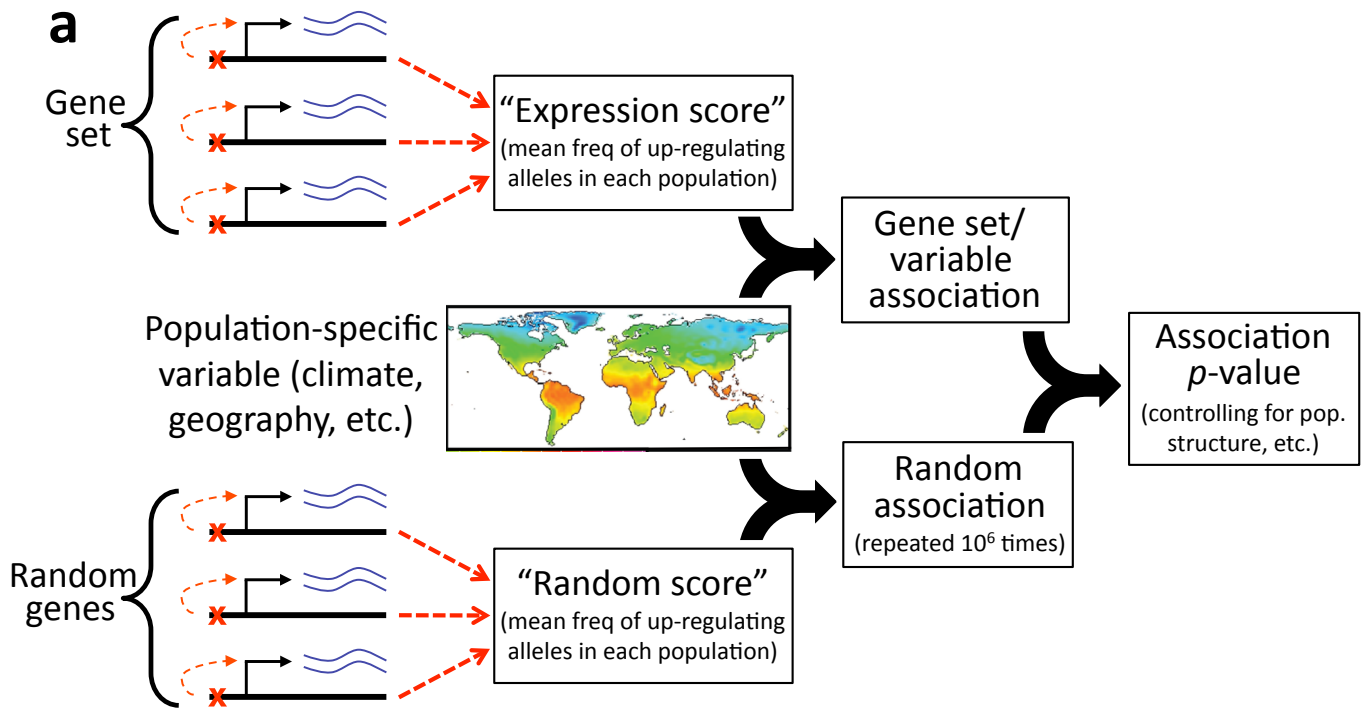 a
Gene
set
“Expression score”
(mean freq of up-regulating
alleles in each population)
Population-specific
variable (climate,
geography, etc.)
Gene set/
variable
association
Association
p-value
(controlling for pop.
structure, etc.)
Random
association
(repeated 10⁶ times)
Random
genes
“Random score”
(mean freq of up-regulating
alleles in each population)